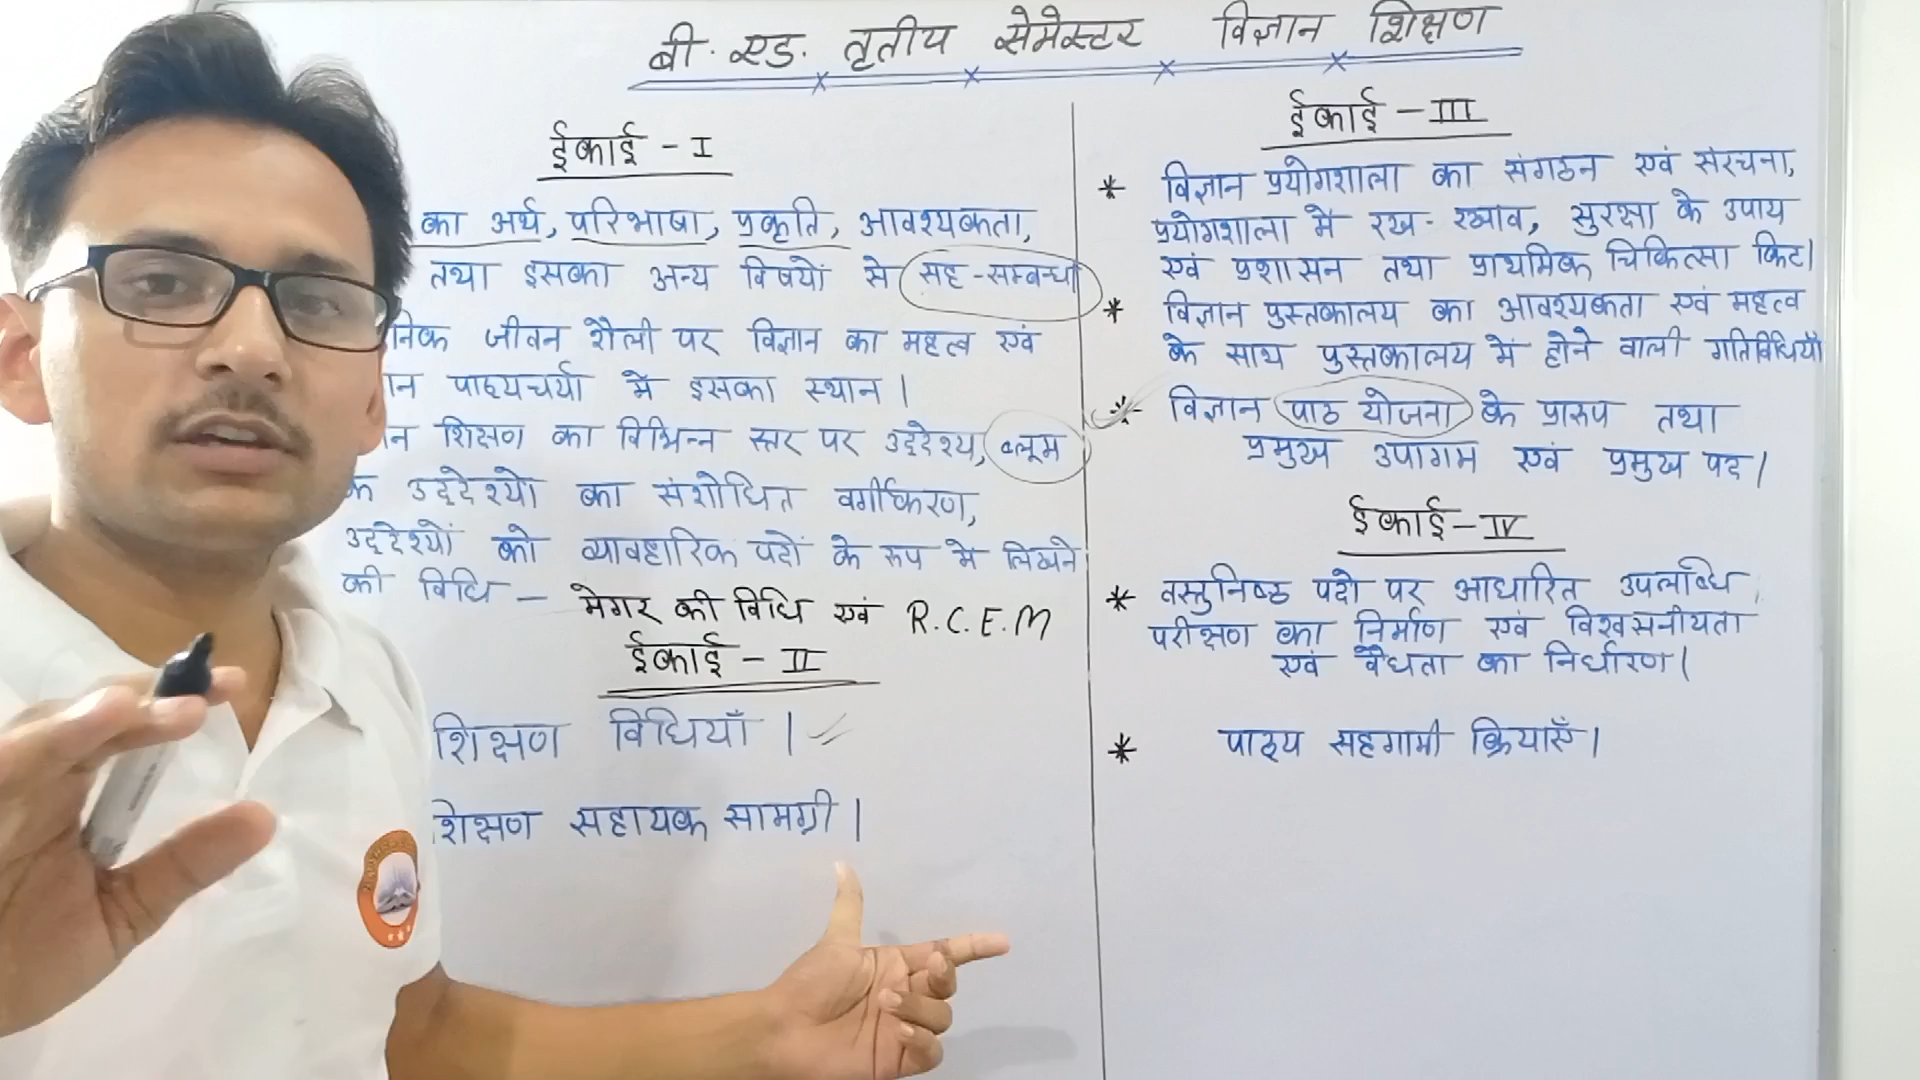 बी. एड. तृतीय सेमेस्टर विज्ञान शिक्षण
ईकाई - I
का अर्थ, परिभाषा, प्रकृति, आवश्यकता,
तथा इसका अन्य विषयों से सह-सम्बन्ध
निक जीवन शैली पर विज्ञान का महत्व एवं
न पाठ्यचर्या में इसका स्थान।
न शिक्षण का विभिन्न स्तर पर उद्देश्य, ब्लूम
के उद्देश्यो का संशोधित वर्गीकरण,
उद्देश्यों को व्यावहारिक पदों के रूप में लिखने
की विधि - मेगर की विधि एवं R.C.E.M
ईकाई - II
शिक्षण विधियाँ।
शिक्षण सहायक सामग्री।
ईकाई - III
* विज्ञान प्रयोगशाला का संगठन एवं संरचना,
प्रयोगशाला में रख-रखाव, सुरक्षा के उपाय
एवं प्रशासन तथा प्राथमिक चिकित्सा किट।
* विज्ञान पुस्तकालय का आवश्यकता एवं महत्व
के साथ पुस्तकालय में होने वाली गतिविधियाँ
* विज्ञान पाठ योजना के प्रारुप तथा
प्रमुख उपागम एवं प्रमुख पद।
ईकाई - IV
* वस्तुनिष्ठ पदो पर आधारित उपलब्धि
परीक्षण का निर्माण एवं विश्वसनीयता
एवं वैधता का निर्धारण।
* पाठ्य सहगामी क्रियाएँ।